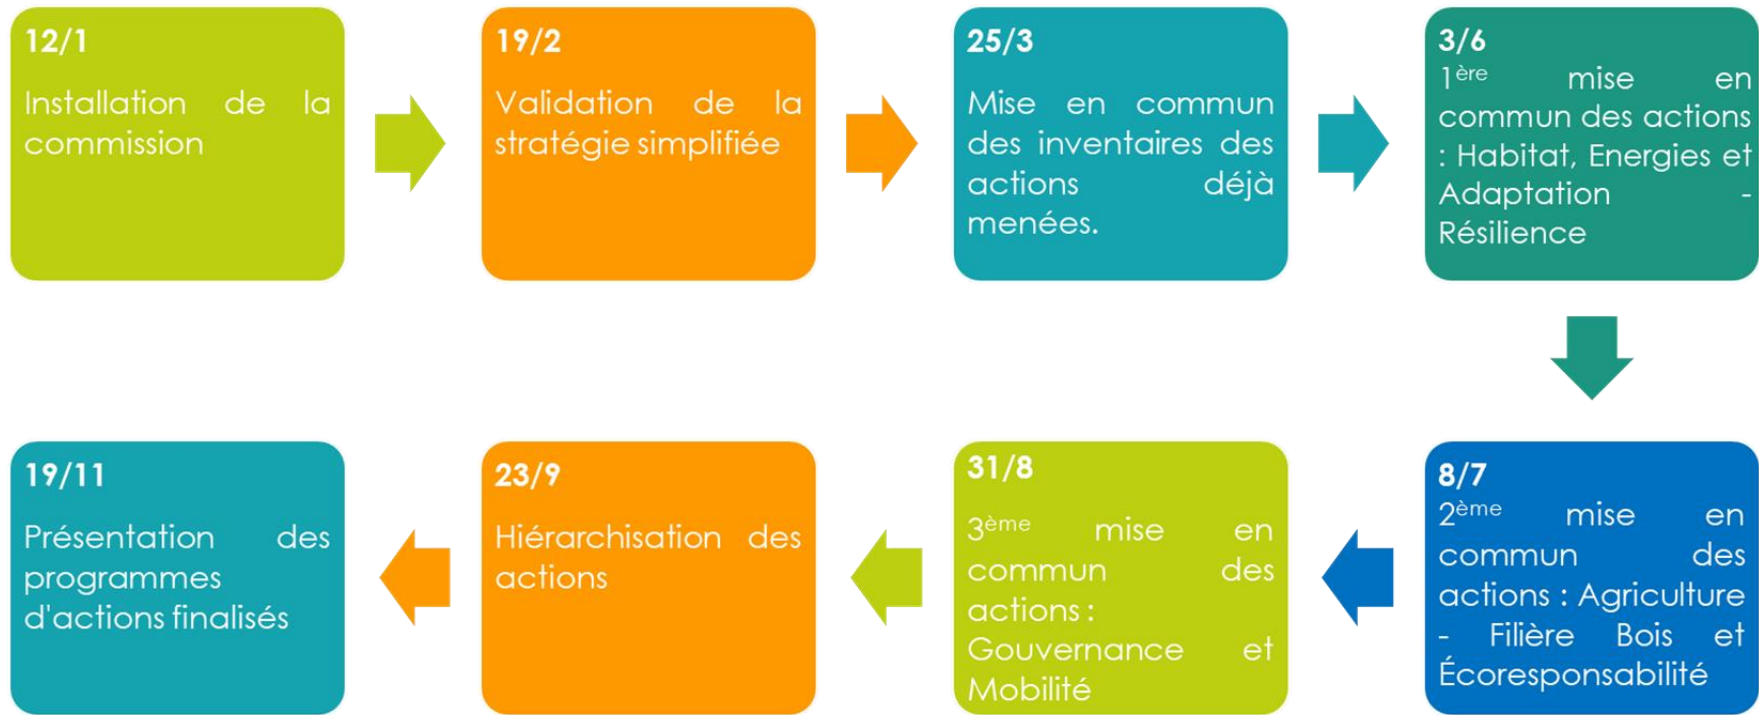 12/1
Installation de la
commission
19/2
Validation de la
stratégie simplifiée
25/3
Mise en commun
des inventaires des
actions déjà
menées.
3/6
1ère mise en
commun des actions
: Habitat, Energies et
Adaptation -
Résilience
8/7
2ème mise en
commun des
actions : Agriculture
- Filière Bois et
Écoresponsabilité
31/8
3ème mise en
commun des
actions :
Gouvernance et
Mobilité
23/9
Hiérarchisation des
actions
19/11
Présentation des
programmes
d'actions finalisés